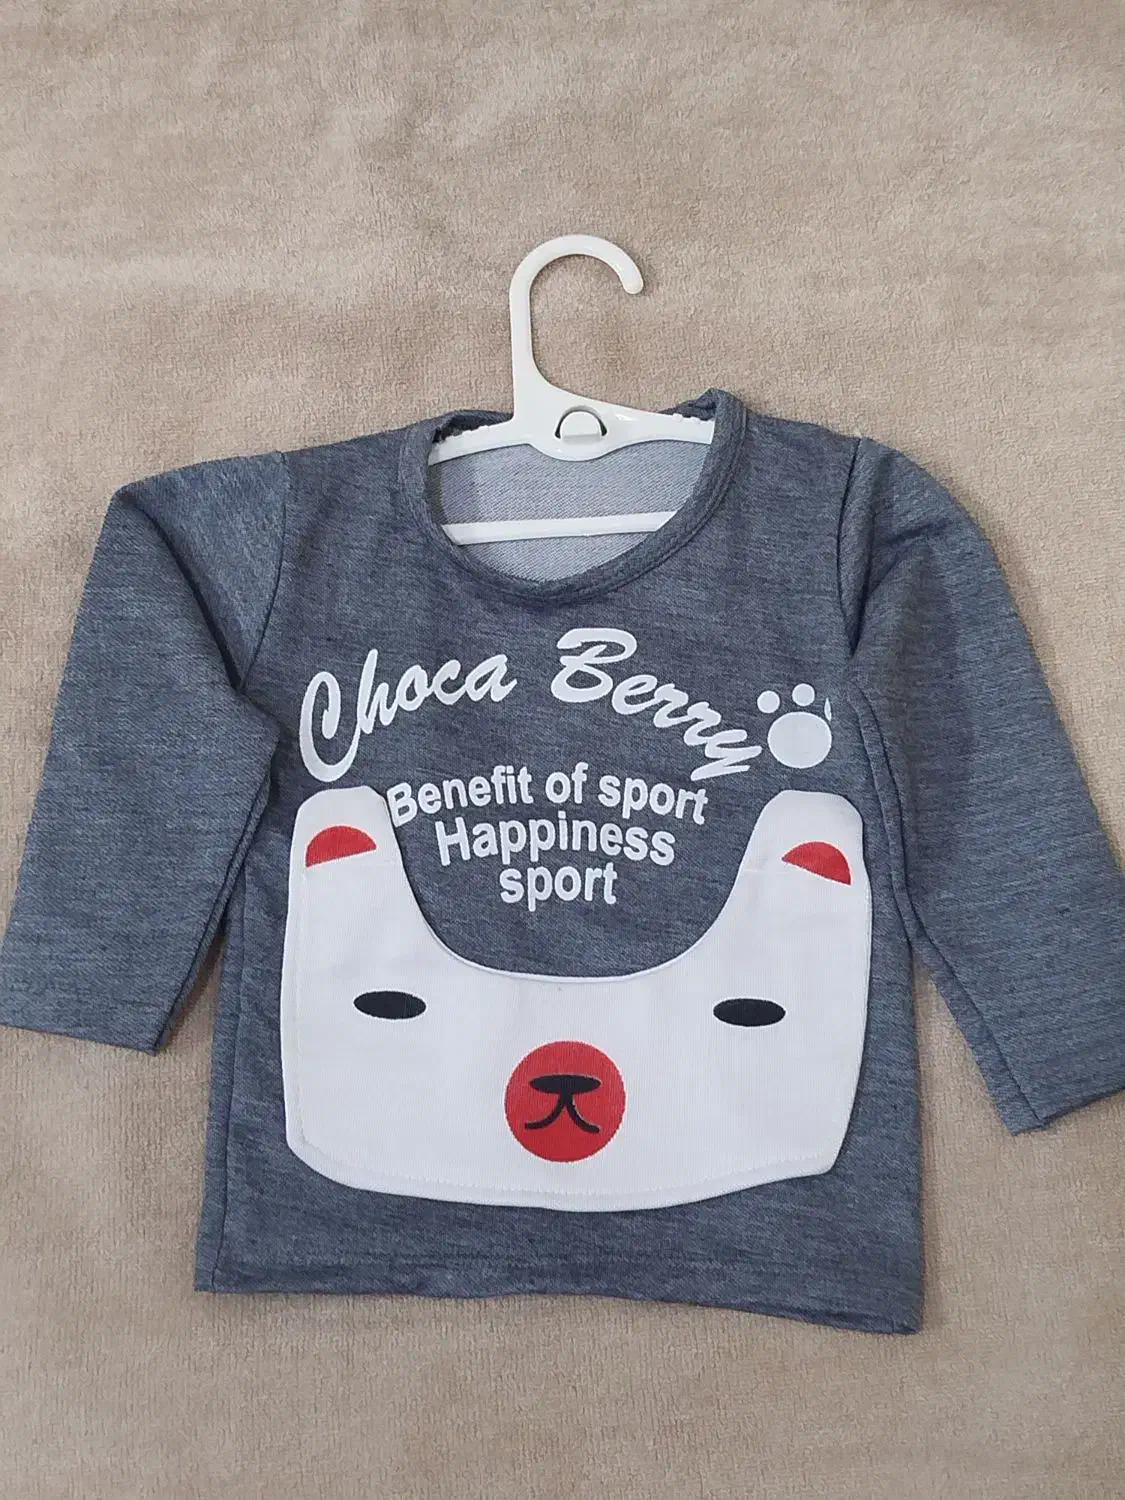 Choca Berry
Benefit of sport
Happiness
sport